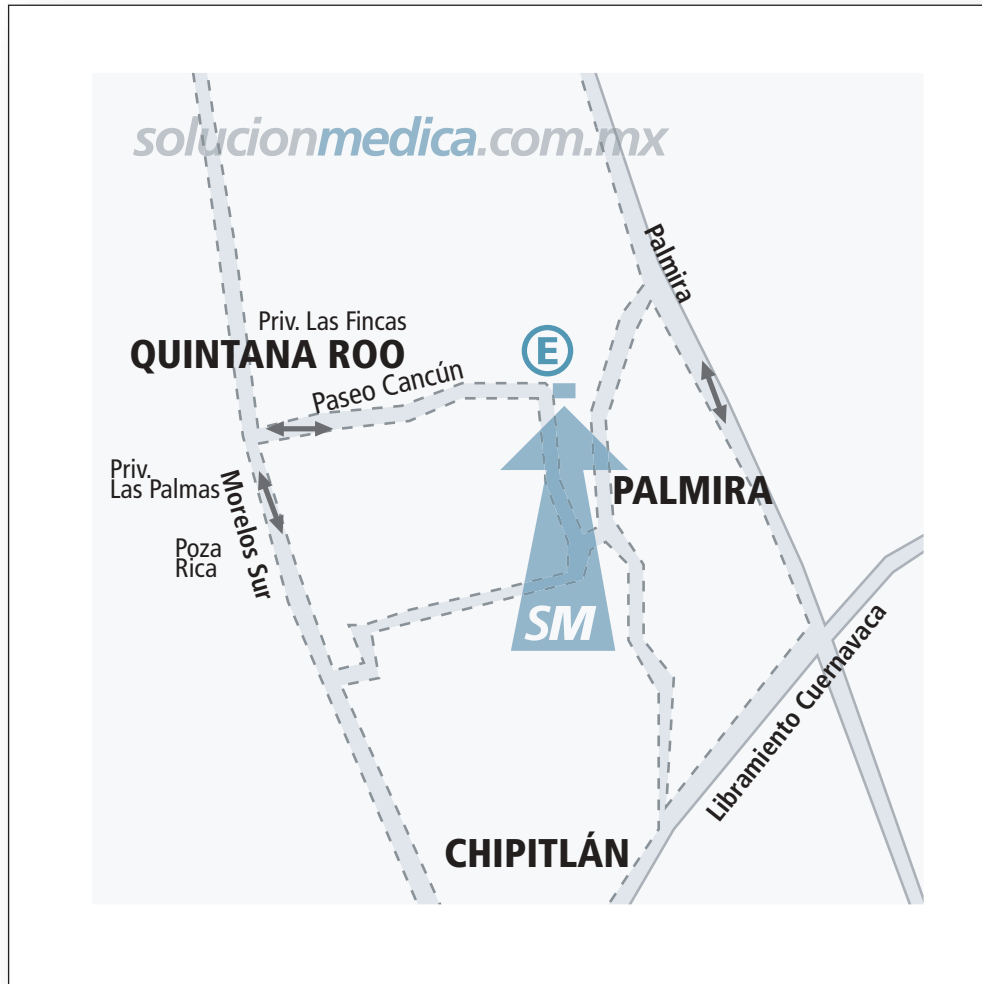 solucionmedica.com.mx
Palmira
Priv. Las Fincas
QUINTANA ROO
E
Paseo Cancún
Priv.
Las Palmas
Morelos Sur
PALMIRA
Poza
Rica
SM
Libramiento Cuernavaca
CHIPITLÁN